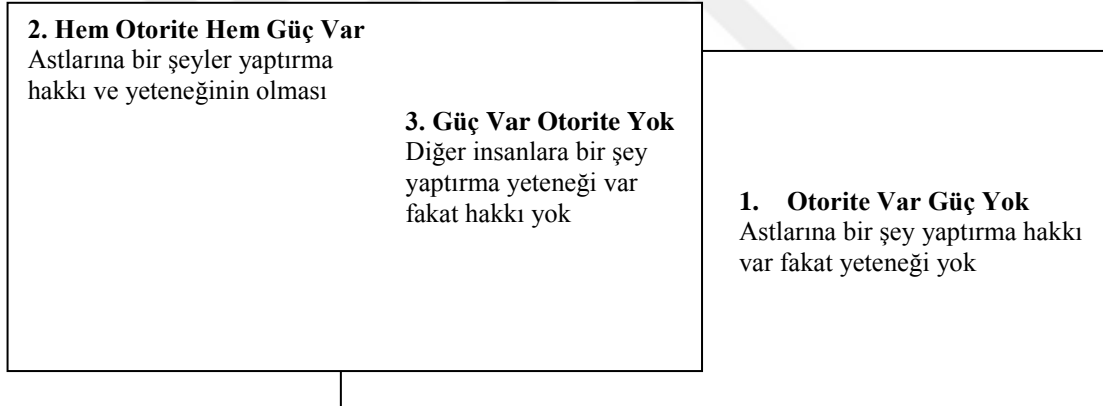 2. Hem Otorite Hem Güç Var
Astlarına bir şeyler yaptırma
hakkı ve yeteneğinin olması
3. Güç Var Otorite Yok
Diğer insanlara bir şey
yaptırma yeteneği var
fakat hakkı yok
1. Otorite Var Güç Yok
Astlarına bir şey yaptırma hakkı
var fakat yeteneği yok